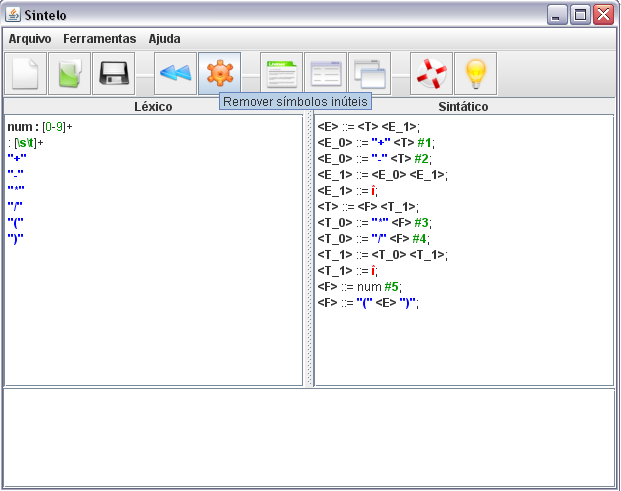 Sintelo
Arquivo Ferramentas Ajuda
Remover símbolos inúteis
Léxico
num : [0-9]+
: [\s\t]+
"+"
"-"
"*"
"/"
"("
")"
Sintático
<E> ::= <T> <E_1>;
<E_0> ::= "+" <T> #1;
<E_0> ::= "-" <T> #2;
<E_1> ::= <E_0> <E_1>;
<E_1> ::= î;
<T> ::= <F> <T_1>;
<T_0> ::= "*" <F> #3;
<T_0> ::= "/" <F> #4;
<T_1> ::= <T_0> <T_1>;
<T_1> ::= î;
<F> ::= num #5;
<F> ::= "(" <E> ")";